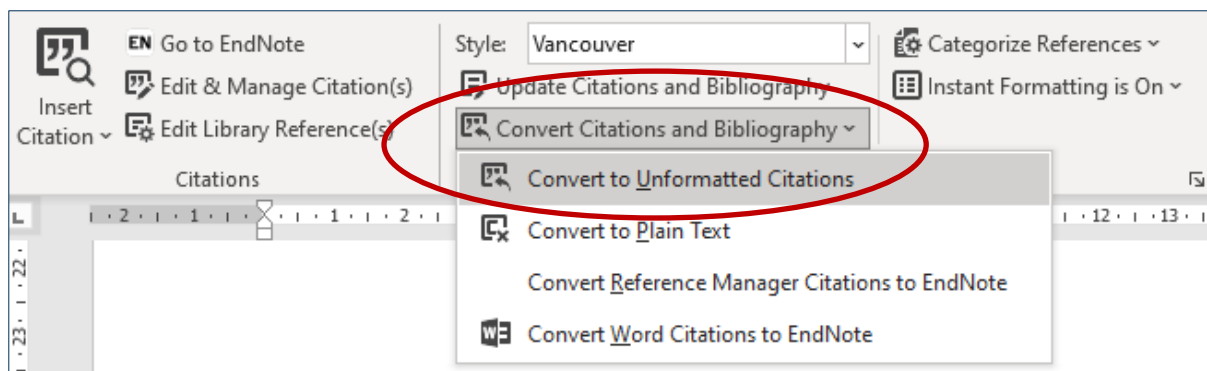 Insert
Citation
EN Go to EndNote
Edit & Manage Citation(s)
Edit Library Reference(s)
Citations
Style: Vancouver
Update Citations and Bibliography
Convert Citations and Bibliography
Categorize References
Instant Formatting is On
Convert to Unformatted Citations
Convert to Plain Text
Convert Reference Manager Citations to EndNote
Convert Word Citations to EndNote
L 2 1 1 2 12 13
22
23